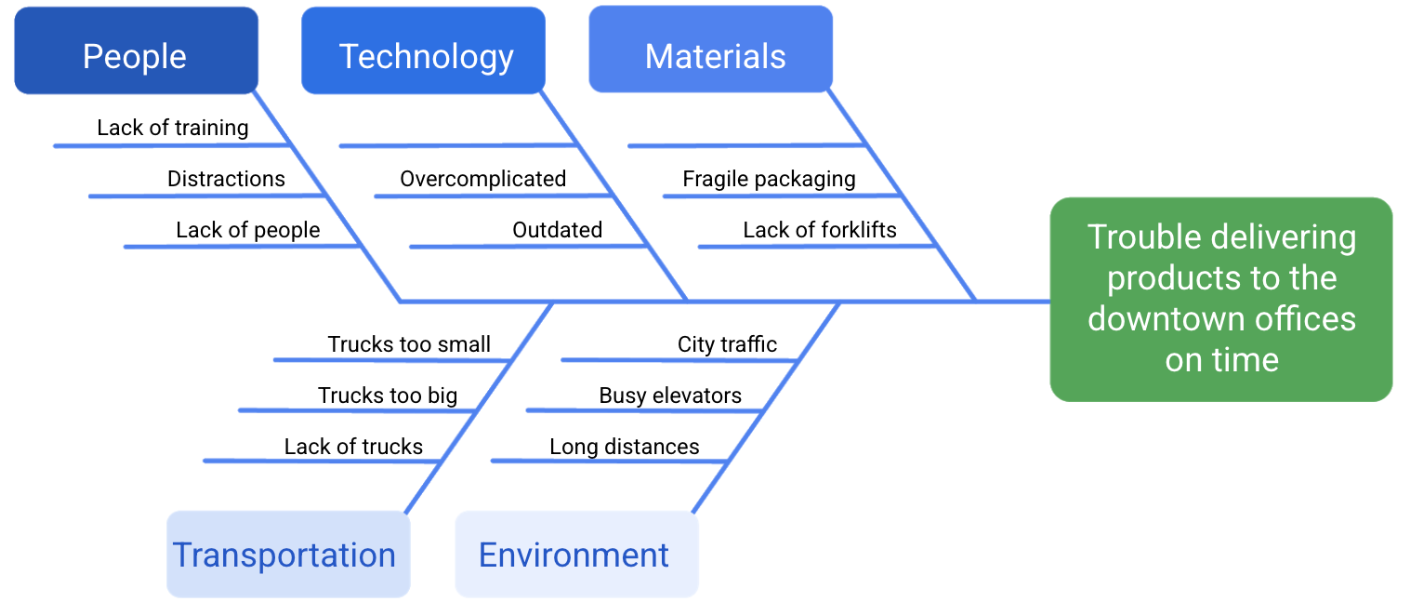 People
Technology
Materials
Lack of training
Distractions
Overcomplicated
Fragile packaging
Lack of people
Outdated
Lack of forklifts
Trouble delivering
products to the
downtown offices
on time
Trucks too small
City traffic
Trucks too big
Busy elevators
Lack of trucks
Long distances
Transportation
Environment